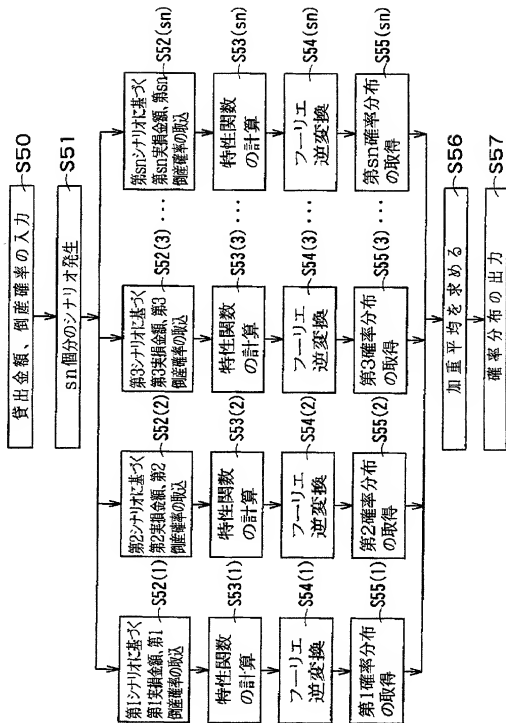 貸出金額、倒産確率の入力
S50
sn個分のシナリオ発生
S51
第1シナリオに基づく
第1実損金額、第1
倒産確率の取込
S52(1)
第2シナリオに基づく
第2実損金額、第2
倒産確率の取込
S52(2)
第3シナリオに基づく
第3実損金額、第3
倒産確率の取込
S52(3)
・・・
第snシナリオに基づく
第sn実損金額、第sn
倒産確率の取込
S52(sn)
特性関数
の計算
S53(1)
特性関数
の計算
S53(2)
特性関数
の計算
S53(3)
・・・
特性関数
の計算
S53(sn)
フーリエ
逆変換
S54(1)
フーリエ
逆変換
S54(2)
フーリエ
逆変換
S54(3)
・・・
フーリエ
逆変換
S54(sn)
第1確率分布
の取得
S55(1)
第2確率分布
の取得
S55(2)
第3確率分布
の取得
S55(3)
・・・
第sn確率分布
の取得
S55(sn)
加重平均を求める
S56
確率分布の出力
S57